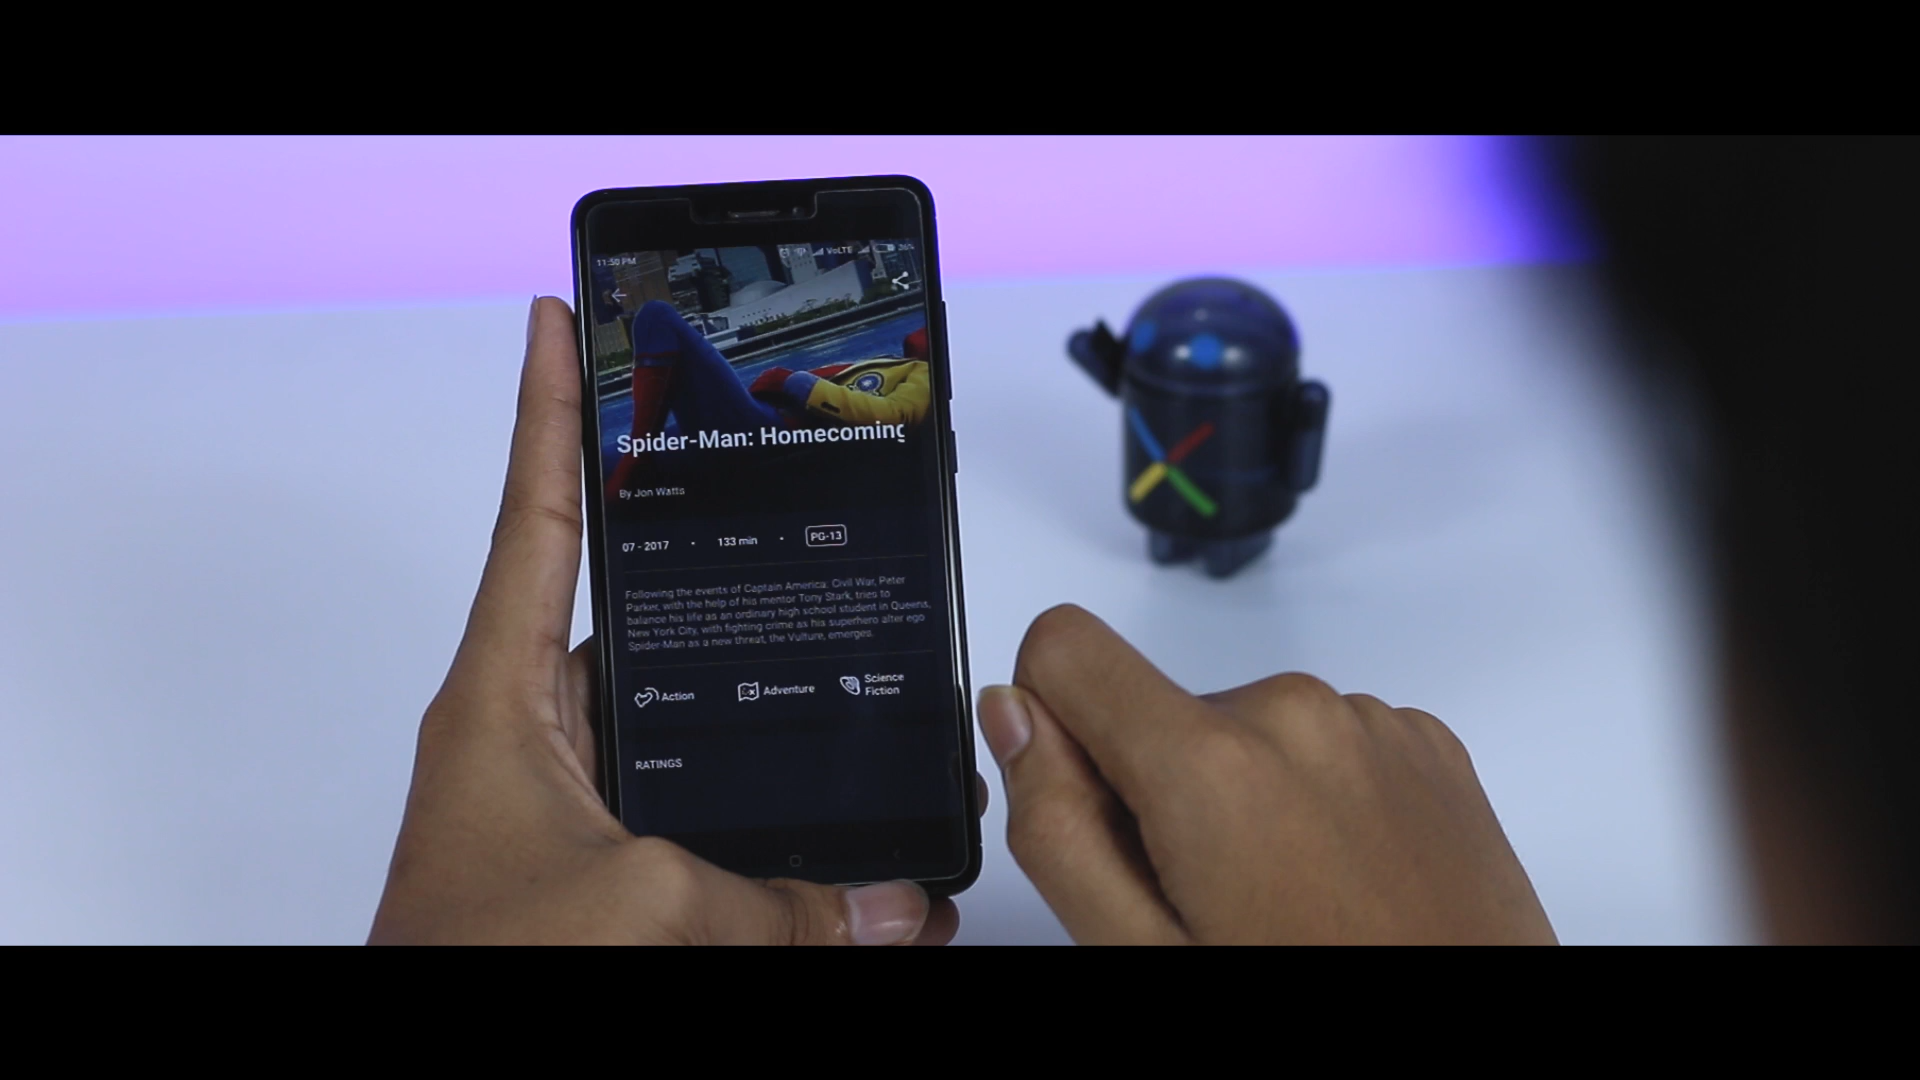 11:50 PM VoLTE 26%
Spider-Man: Homecoming
By Jon Watts
07 - 2017 • 133 min • PG-13
Following the events of Captain America: Civil War, Peter
Parker, with the help of his mentor Tony Stark, tries to
balance his life as an ordinary high school student in Queens,
New York City, with fighting crime as his superhero alter ego
Spider-Man as a new threat, the Vulture, emerges.
Action Adventure Science
Fiction
RATINGS